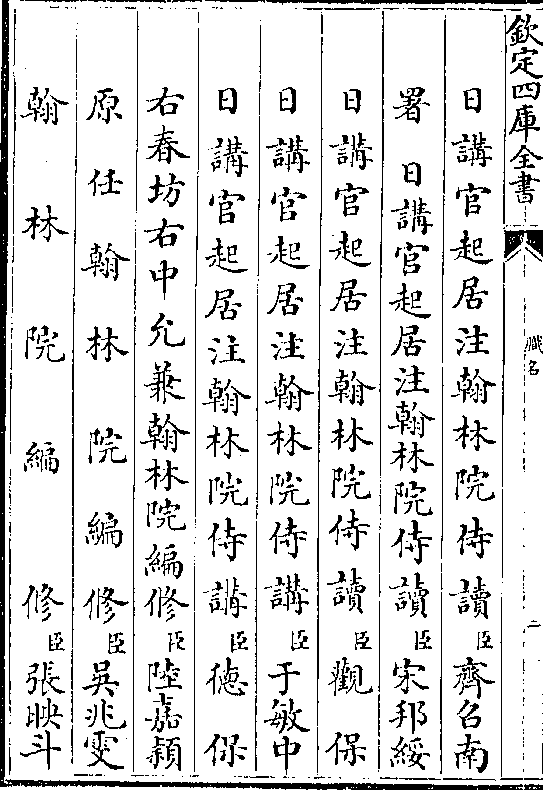 欽定四庫全書
職名
二
日講官起居注翰林院侍讀臣齊召南
署日講官起居注翰林院侍讀臣宋邦綏
日講官起居注翰林院侍讀臣觀保
日講官起居注翰林院侍講臣于敏中
日講官起居注翰林院侍講臣德保
右春坊右中允兼翰林院編修臣陸嘉穎
原任翰林院編修臣吳兆雯
翰林院編修臣張映斗